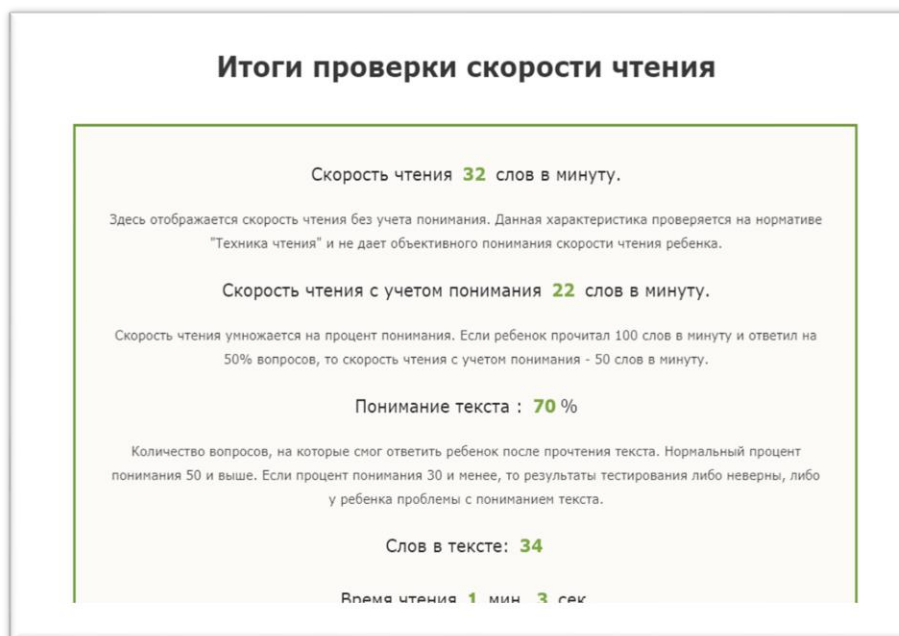 Итоги проверки скорости чтения
Скорость чтения 32 слов в минуту.
Здесь отображается скорость чтения без учета понимания. Данная характеристика проверяется на нормативе
"Техника чтения" и не дает объективного понимания скорости чтения ребенка.
Скорость чтения с учетом понимания 22 слов в минуту.
Скорость чтения умножается на процент понимания. Если ребенок прочитал 100 слов в минуту и ответил на
50% вопросов, то скорость чтения с учетом понимания - 50 слов в минуту.
Понимание текста : 70 %
Количество вопросов, на которые смог ответить ребенок после прочтения текста. Нормальный процент
понимания 50 и выше. Если процент понимания 30 и менее, то результаты тестирования либо неверны, либо
у ребенка проблемы с пониманием текста.
Слов в тексте: 34
Время чтения 1 мин. 3 сек